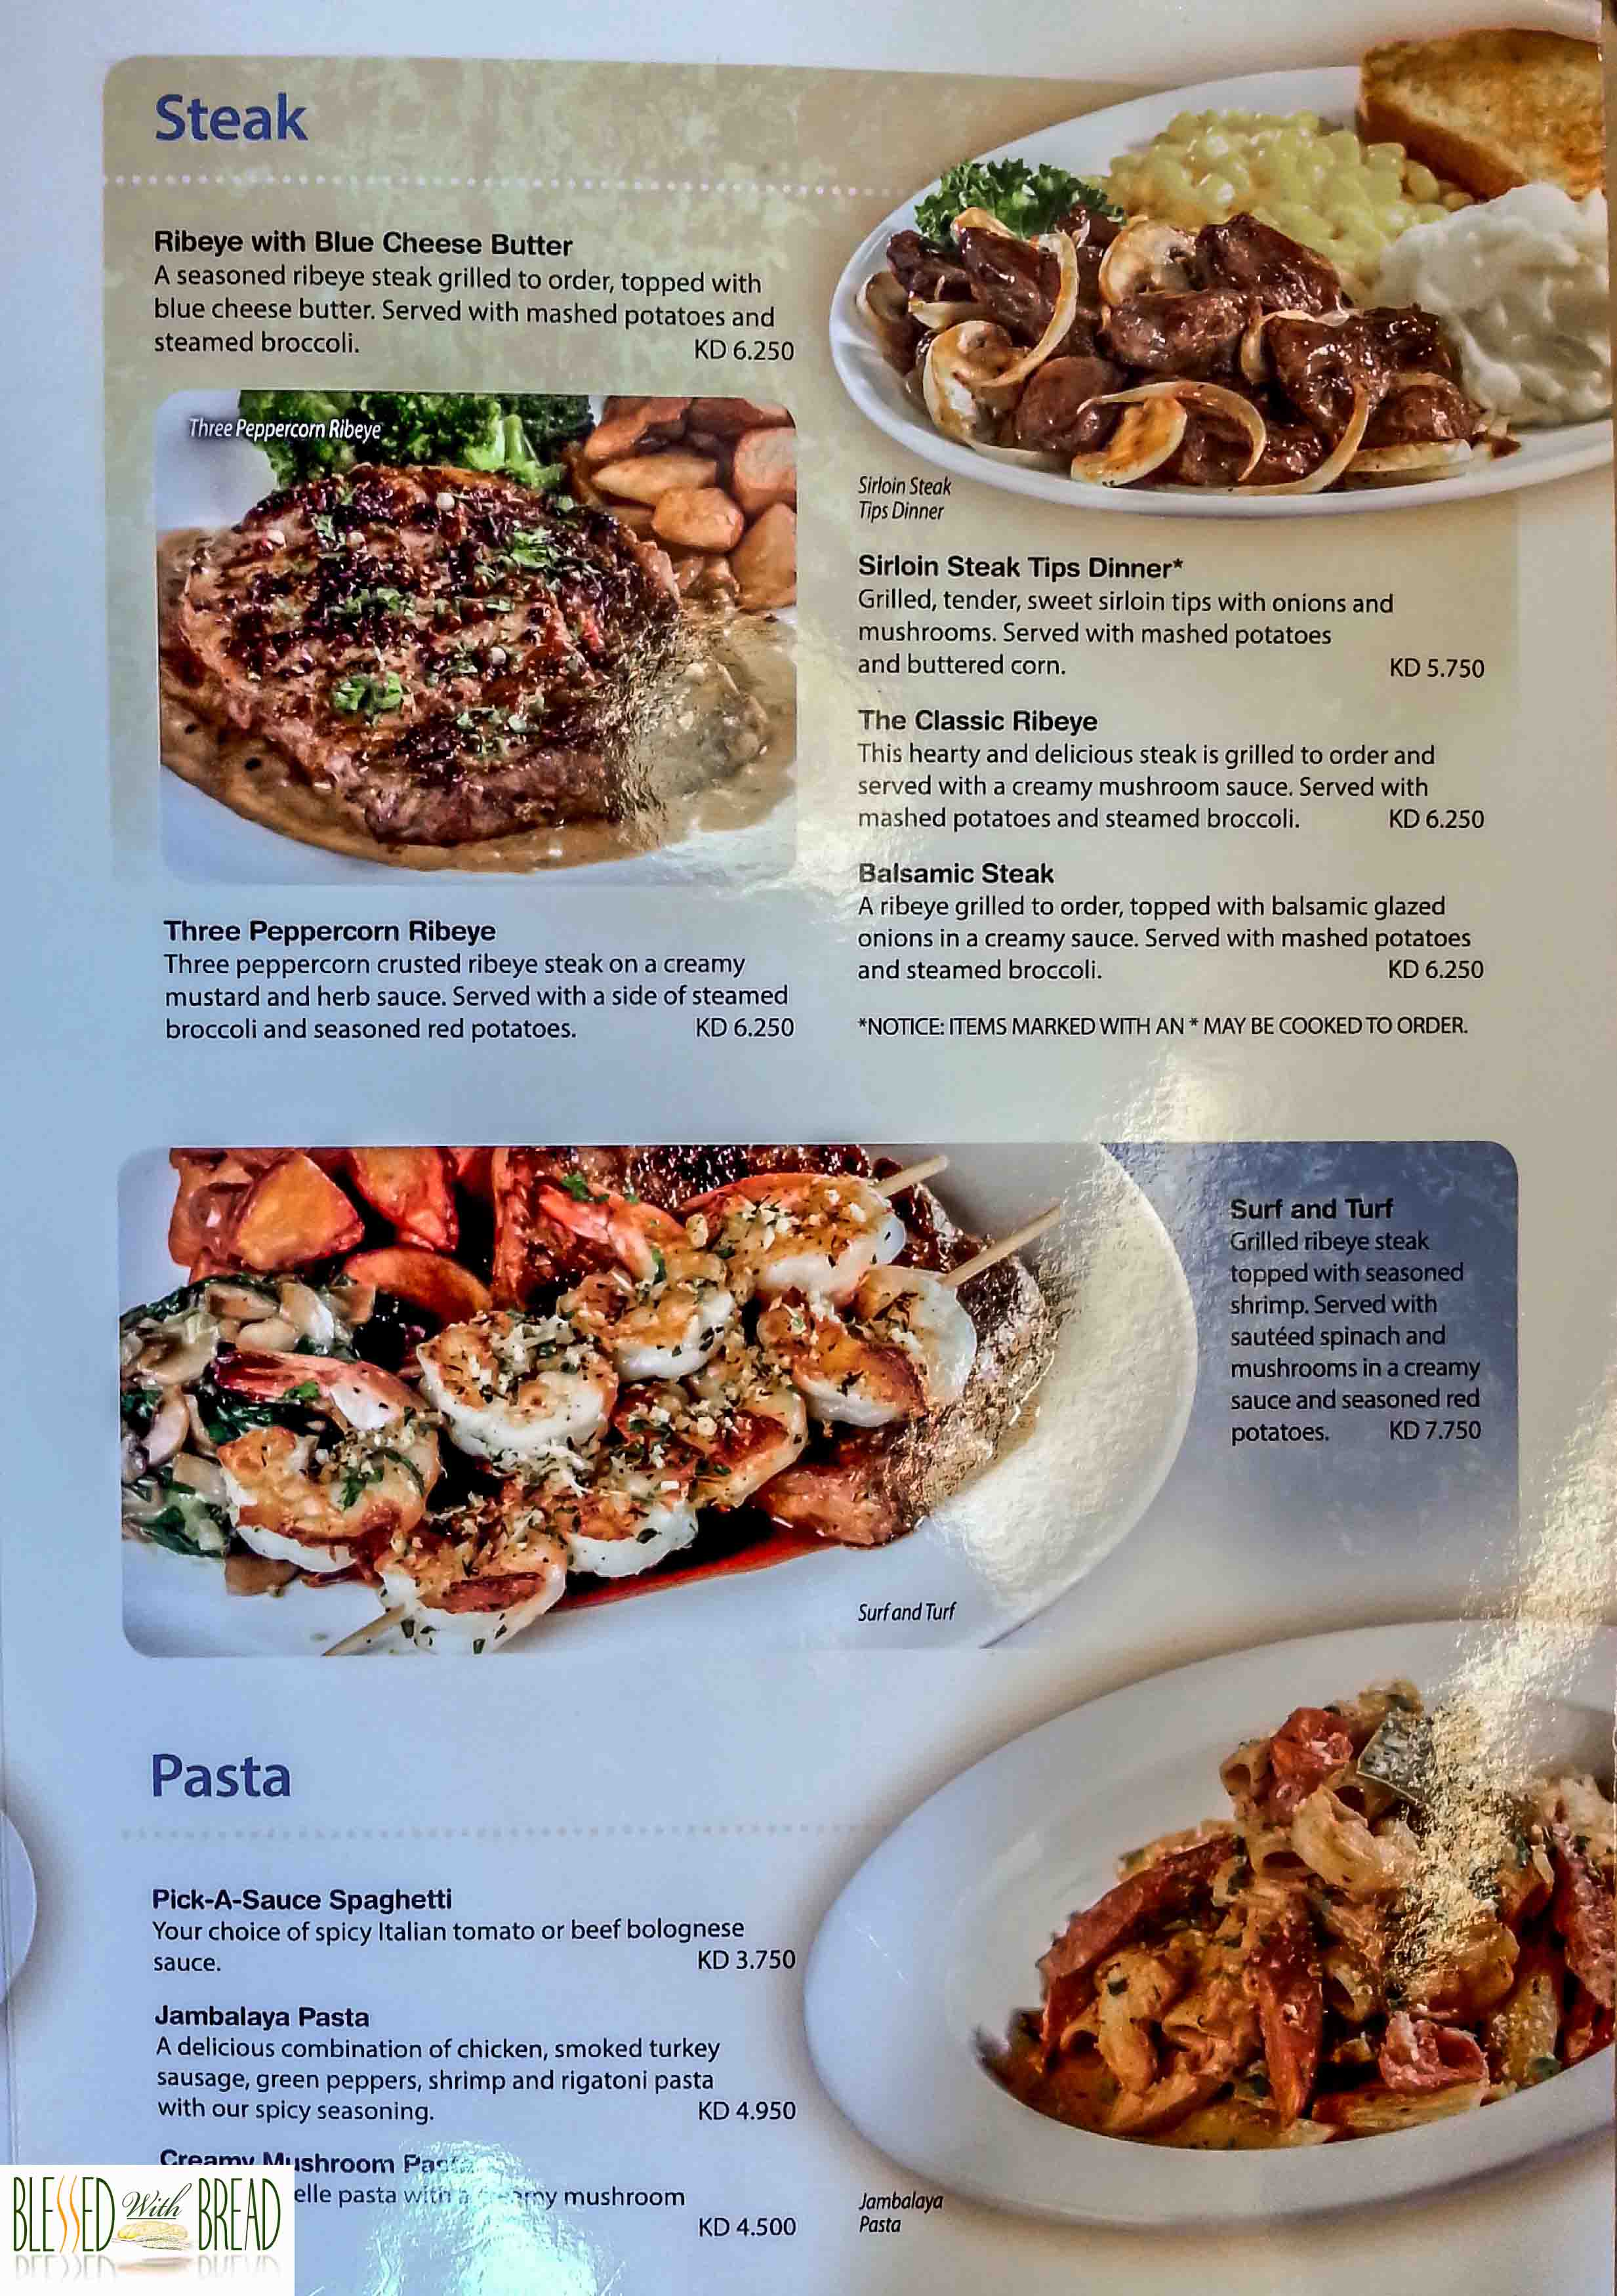 Steak
Ribeye with Blue Cheese Butter
A seasoned ribeye steak grilled to order, topped with
blue cheese butter. Served with mashed potatoes and
steamed broccoli. KD 6.250
Three Peppercorn Ribeye
Three Peppercorn Ribeye
Three peppercorn crusted ribeye steak on a creamy
mustard and herb sauce. Served with a side of steamed
broccoli and seasoned red potatoes. KD 6.250
Sirloin Steak
Tips Dinner
Sirloin Steak Tips Dinner*
Grilled, tender, sweet sirloin tips with onions and
mushrooms. Served with mashed potatoes
and buttered corn. KD 5.750
The Classic Ribeye
This hearty and delicious steak is grilled to order and
served with a creamy mushroom sauce. Served with
mashed potatoes and steamed broccoli. KD 6.250
Balsamic Steak
A ribeye grilled to order, topped with balsamic glazed
onions in a creamy sauce. Served with mashed potatoes
and steamed broccoli. KD 6.250
*NOTICE: ITEMS MARKED WITH AN * MAY BE COOKED TO ORDER.
Surf and Turf
Grilled ribeye steak
topped with seasoned
shrimp. Served with
sautéed spinach and
mushrooms in a creamy
sauce and seasoned red
potatoes. KD 7.750
Surf and Turf
Pasta
Pick-A-Sauce Spaghetti
Your choice of spicy Italian tomato or beef bolognese
sauce. KD 3.750
Jambalaya Pasta
A delicious combination of chicken, smoked turkey
sausage, green peppers, shrimp and rigatoni pasta
with our spicy seasoning. KD 4.950
Creamy Mushroom Pasta
elle pasta with a creamy mushroom
KD 4.500
Jambalaya
Pasta
BLESSED With BREAD